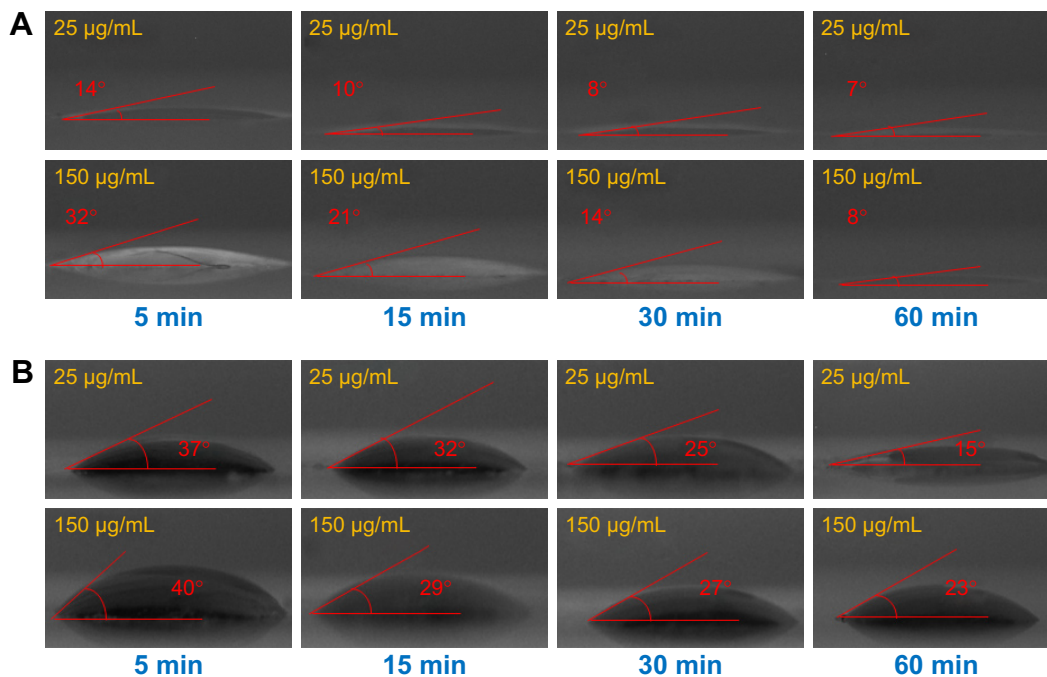 A
25 µg/mL 25 µg/mL 25 µg/mL 25 µg/mL
14° 10° 8° 7°
150 µg/mL 150 µg/mL 150 µg/mL 150 µg/mL
32° 21° 14° 8°
5 min 15 min 30 min 60 min
B
25 µg/mL 25 µg/mL 25 µg/mL 25 µg/mL
37° 32° 25° 15°
150 µg/mL 150 µg/mL 150 µg/mL 150 µg/mL
40° 29° 27° 23°
5 min 15 min 30 min 60 min